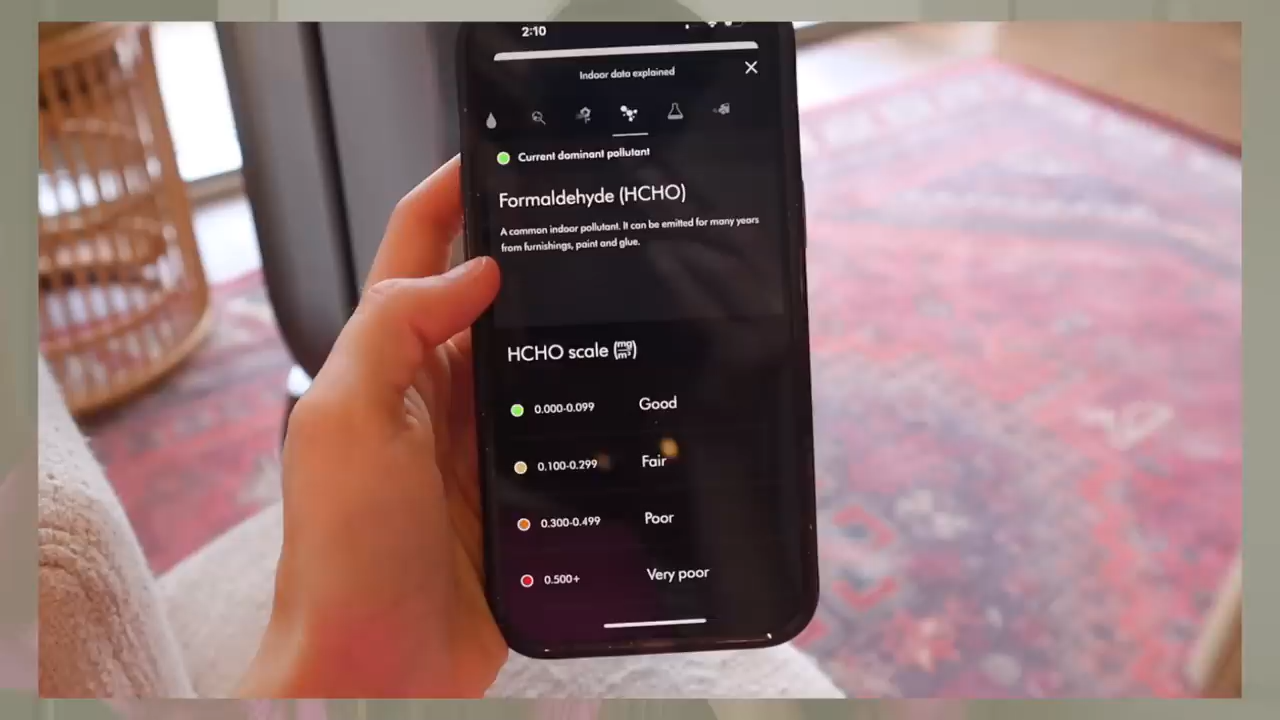 2:10
Indoor data explained
Current dominant pollutant
Formaldehyde (HCHO)
A common indoor pollutant. It can be emitted for many years
from furnishings, paint and glue.
HCHO scale (mg/m³)
0.000-0.099 Good
0.100-0.299 Fair
0.300-0.499 Poor
0.500+ Very poor